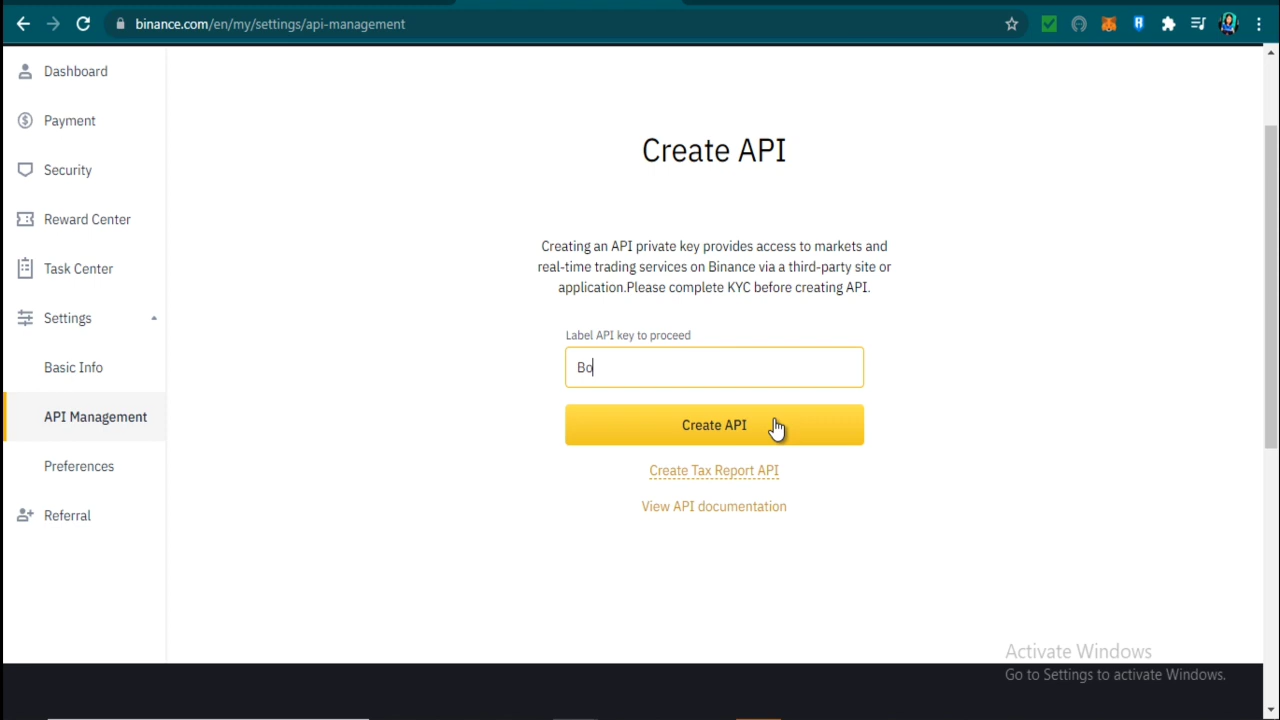 binance.com/en/my/settings/api-management
Dashboard
Payment
Security
Reward Center
Task Center
Settings
Basic Info
API Management
Preferences
Referral
Create API
Creating an API private key provides access to markets and
real-time trading services on Binance via a third-party site or
application.Please complete KYC before creating API.
Label API key to proceed
Bo
Create API
Create Tax Report API
View API documentation
Activate Windows
Go to Settings to activate Windows.